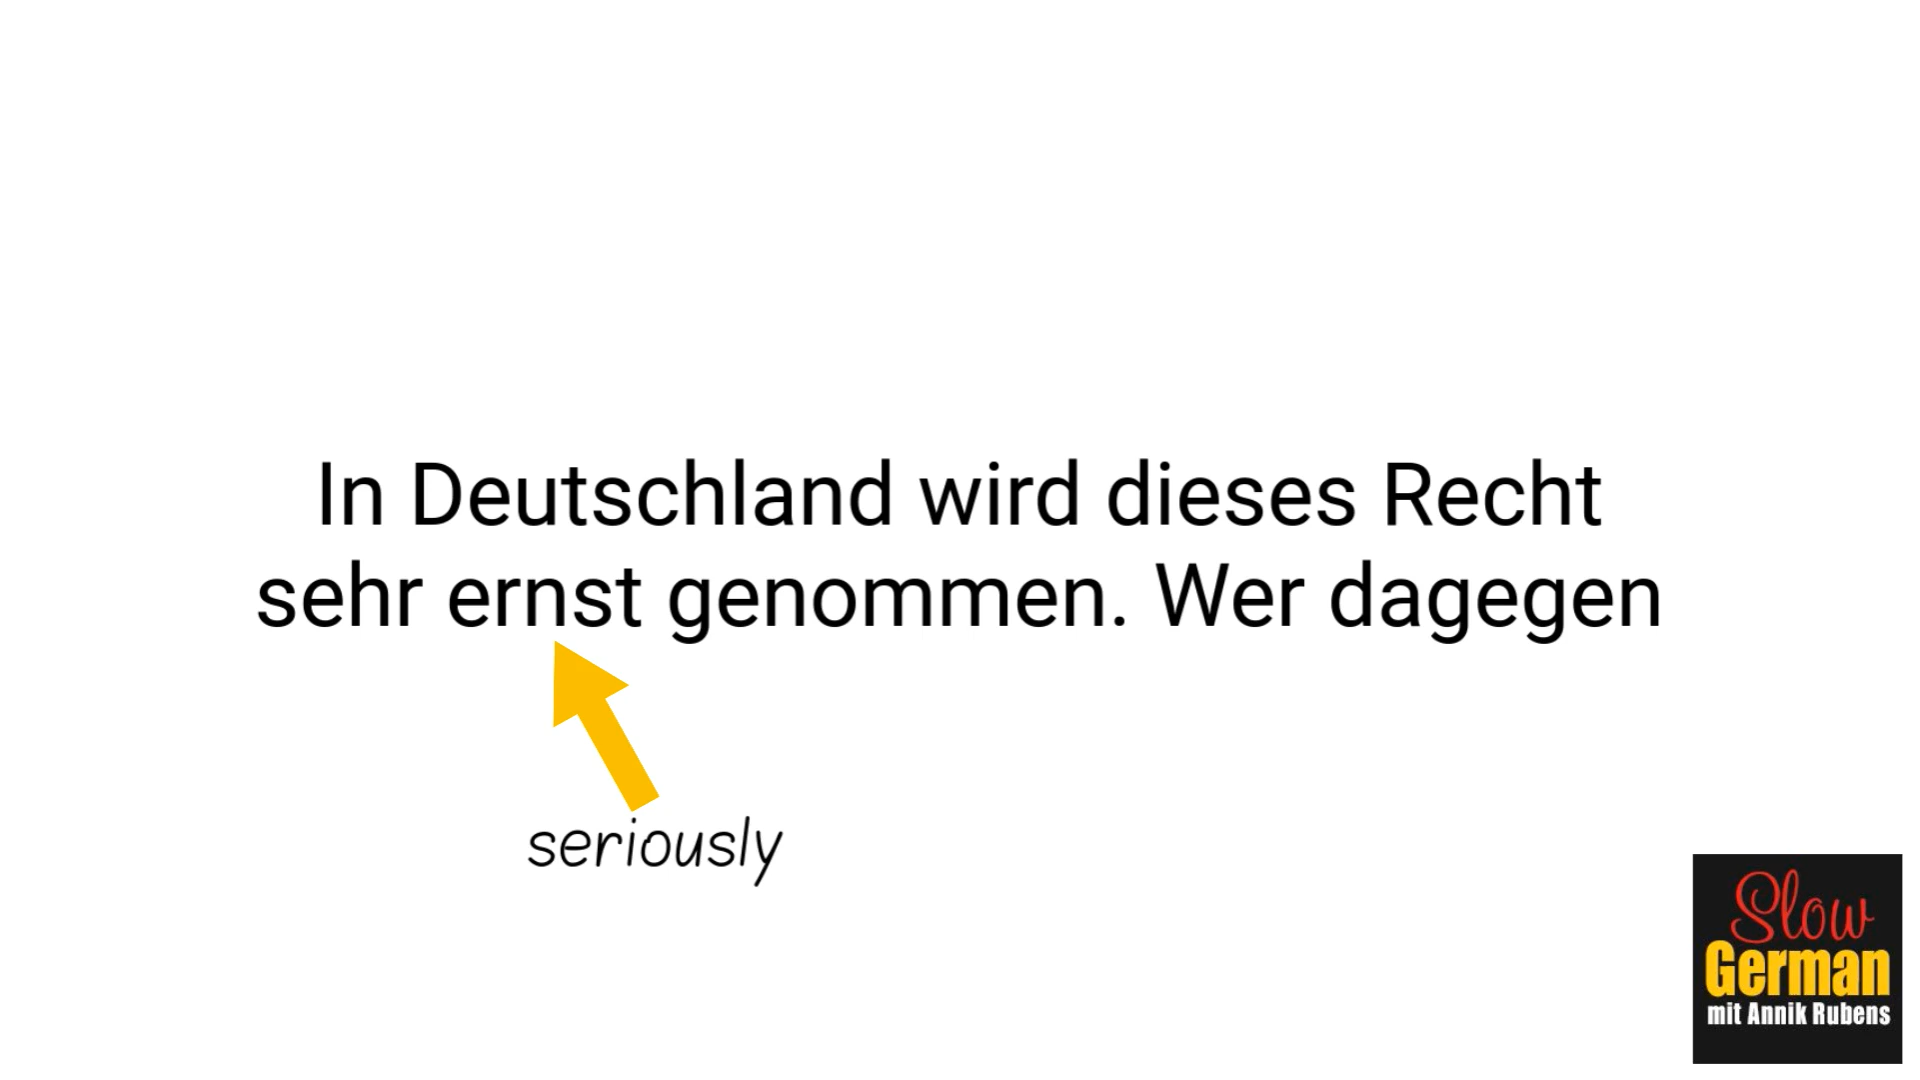 In Deutschland wird dieses Recht
sehr ernst genommen. Wer dagegen
seriously
Slow
German
mit Annik Rubens